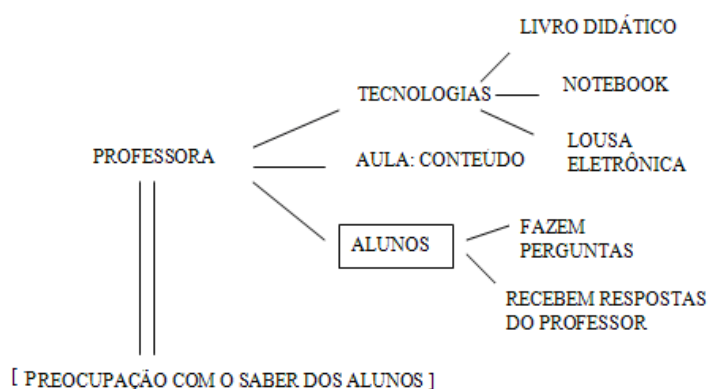 LIVRO DIDÁTICO
TECNOLOGIAS
NOTEBOOK
LOUSA
ELETRÔNICA
PROFESSORA
AULA: CONTEÚDO
ALUNOS
FAZEM
PERGUNTAS
RECEBEM RESPOSTAS
DO PROFESSOR
[ PREOCUPAÇÃO COM O SABER DOS ALUNOS ]